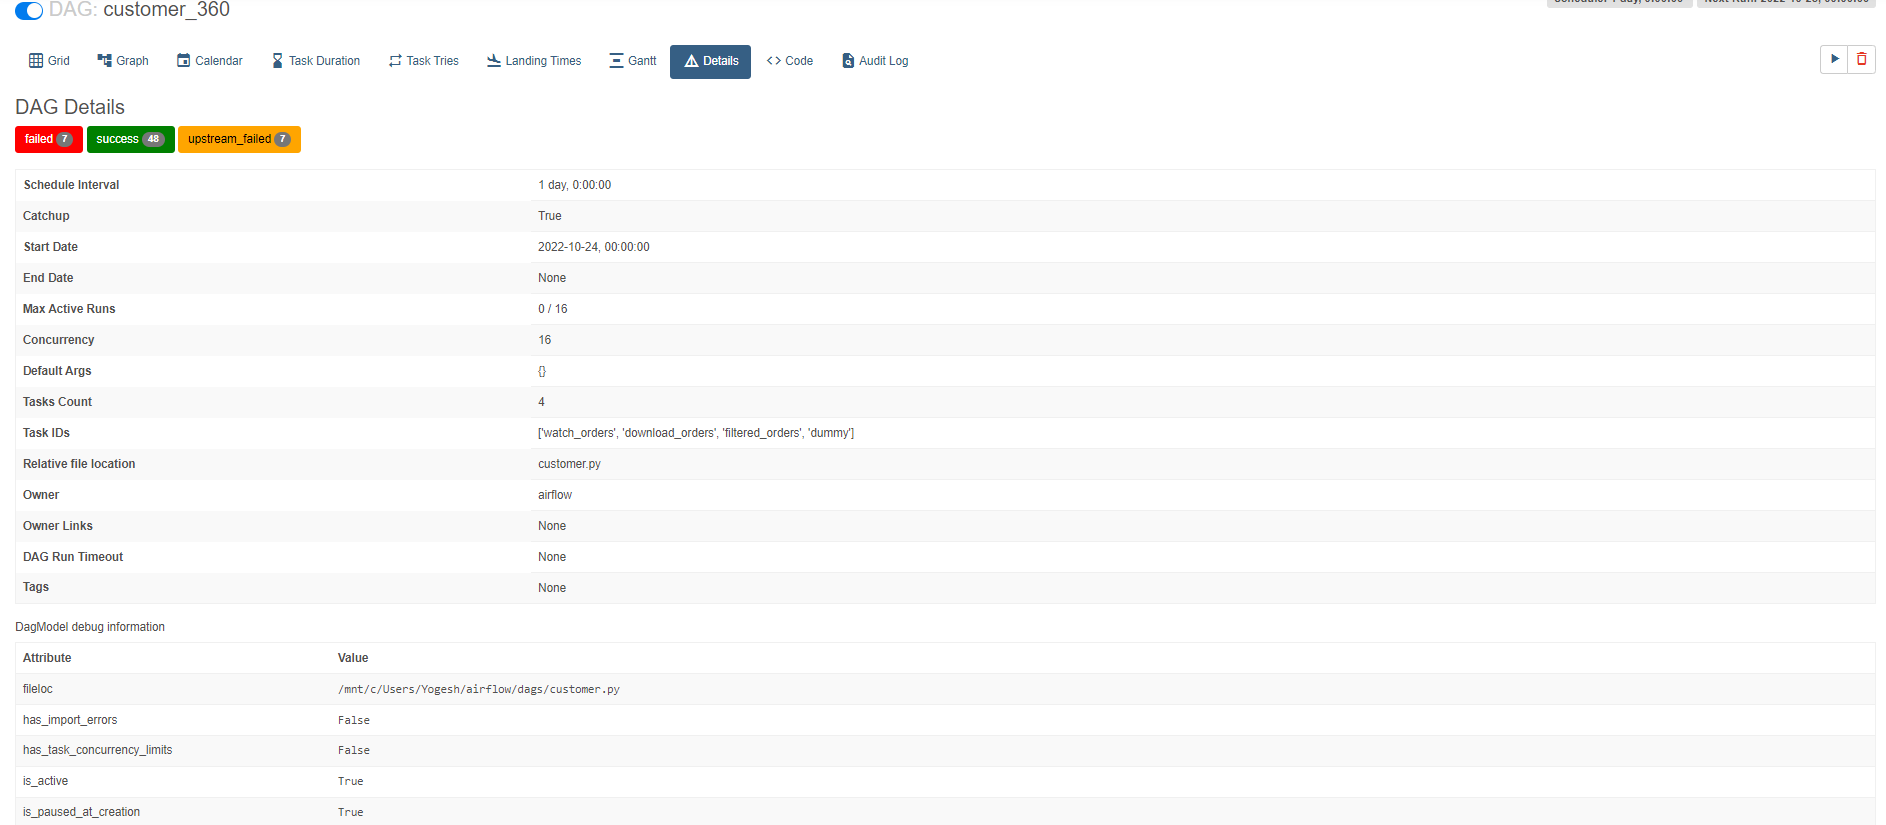 DAG: customer_360
Grid Graph Calendar Task Duration Task Tries Landing Times Gantt Details Code Audit Log
DAG Details
failed 7 success 48 upstream_failed 7
Schedule Interval 1 day, 0:00:00
Catchup True
Start Date 2022-10-24, 00:00:00
End Date None
Max Active Runs 0 / 16
Concurrency 16
Default Args {}
Tasks Count 4
Task IDs ['watch_orders', 'download_orders', 'filtered_orders', 'dummy']
Relative file location customer.py
Owner airflow
Owner Links None
DAG Run Timeout None
Tags None
DagModel debug information
Attribute Value
fileloc /mnt/c/Users/Yogesh/airflow/dags/customer.py
has_import_errors False
has_task_concurrency_limits False
is_active True
is_paused_at_creation True